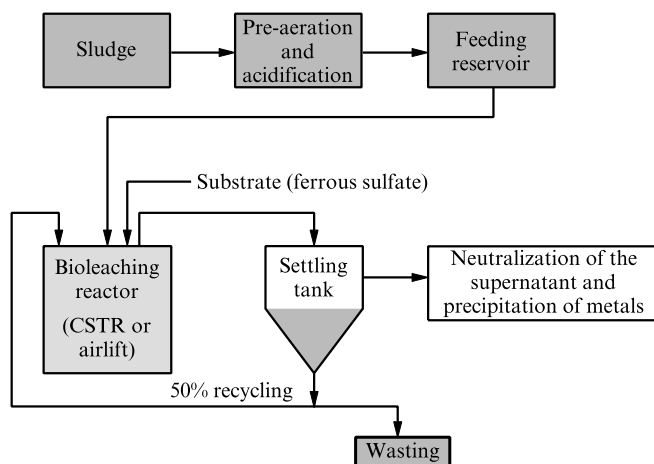 Sludge
Pre-aeration
and
acidification
Feeding
reservoir
Substrate (ferrous sulfate)
Bioleaching
reactor
(CSTR or
airlift)
Settling
tank
Neutralization of the
supernatant and
precipitation of metals
50% recycling
Wasting